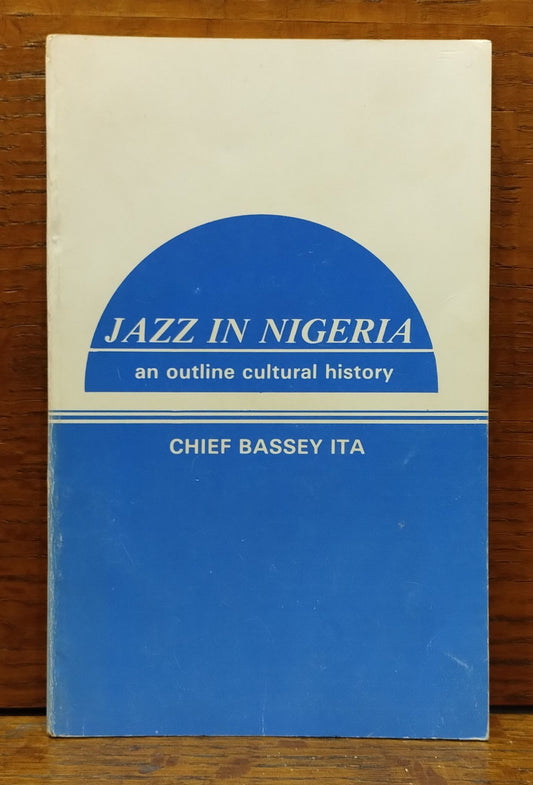 JAZZ IN NIGERIA
an outline cultural history
CHIEF BASSEY ITA